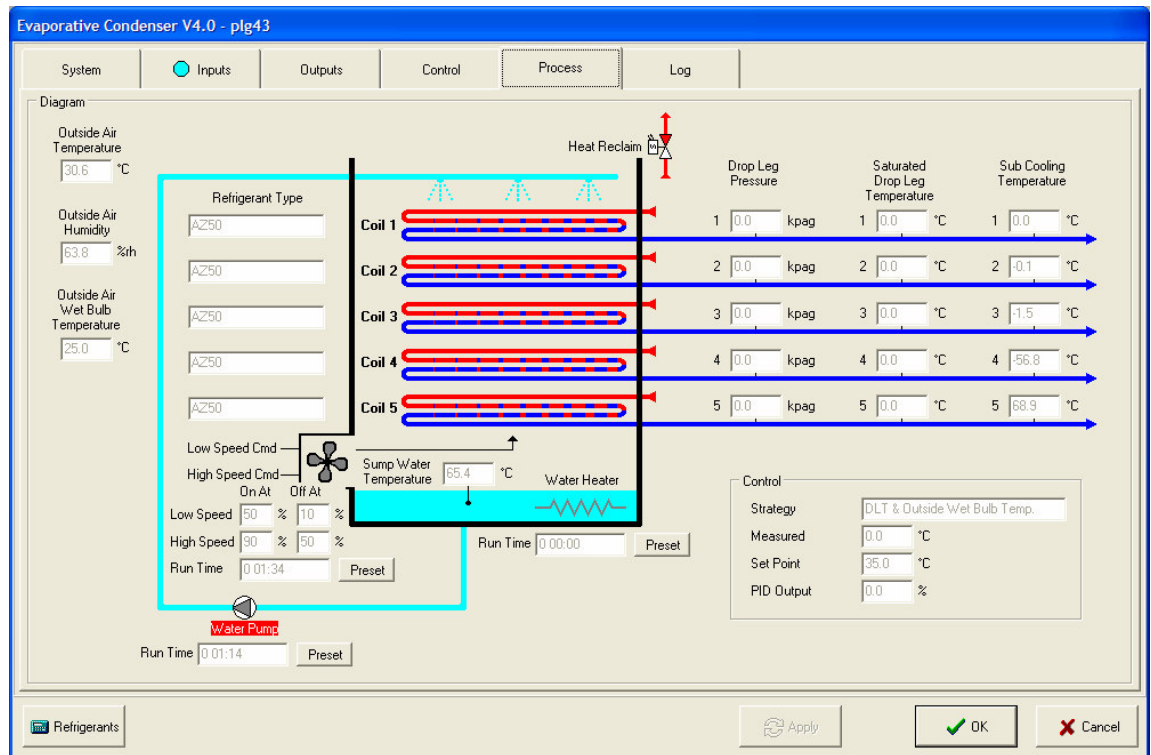 Evaporative Condenser V4.0 - plg43
System
Inputs
Outputs
Control
Process
Log
Diagram
Outside Air
Temperature
30.6 °C
Outside Air
Humidity
63.8 %rh
Outside Air
Wet Bulb
Temperature
25.0 °C
Refrigerant Type
AZ50
AZ50
AZ50
AZ50
AZ50
Heat Reclaim
S
Coil 1
Coil 2
Coil 3
Coil 4
Coil 5
Drop Leg
Pressure
1 0.0 kpag
2 0.0 kpag
3 0.0 kpag
4 0.0 kpag
5 0.0 kpag
Saturated
Drop Leg
Temperature
1 0.0 °C
2 0.0 °C
3 0.0 °C
4 0.0 °C
5 0.0 °C
Sub Cooling
Temperature
1 0.0 °C
2 -0.1 °C
3 -1.5 °C
4 -56.8 °C
5 68.9 °C
Low Speed Cmd
High Speed Cmd
On At Off At
Low Speed 50 % 10 %
High Speed 90 % 50 %
Run Time 0 01:34 Preset
Sump Water
Temperature 65.4 °C
Water Heater
Run Time 0 00:00 Preset
Water Pump
Run Time 0 01:14 Preset
Control
Strategy DLT & Outside Wet Bulb Temp.
Measured 0.0 °C
Set Point 35.0 °C
PID Output 0.0 %
Refrigerants
Apply
OK
Cancel